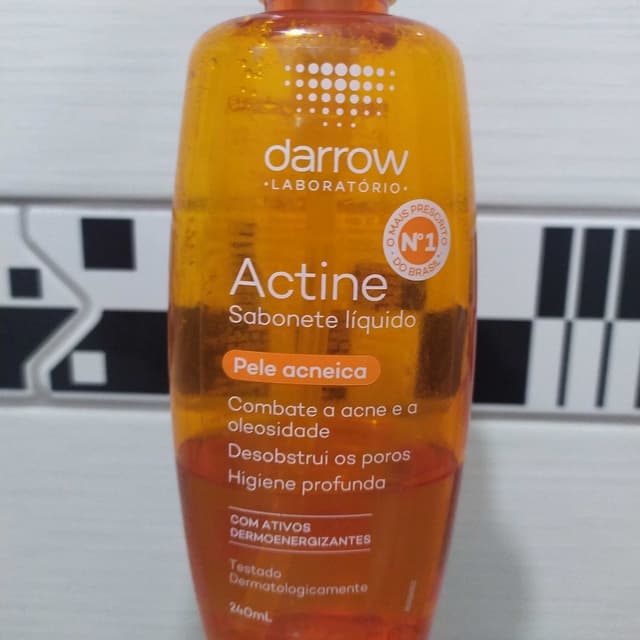 darrow
•LABORATÓRIO•
O MAIS PRESCRITO
Nº1
DO BRASIL
Actine
Sabonete líquido
Pele acneica
Combate a acne e a
oleosidade
Desobstrui os poros
Higiene profunda
COM ATIVOS
DERMOENERGIZANTES
Testado
Dermatologicamente
240mL